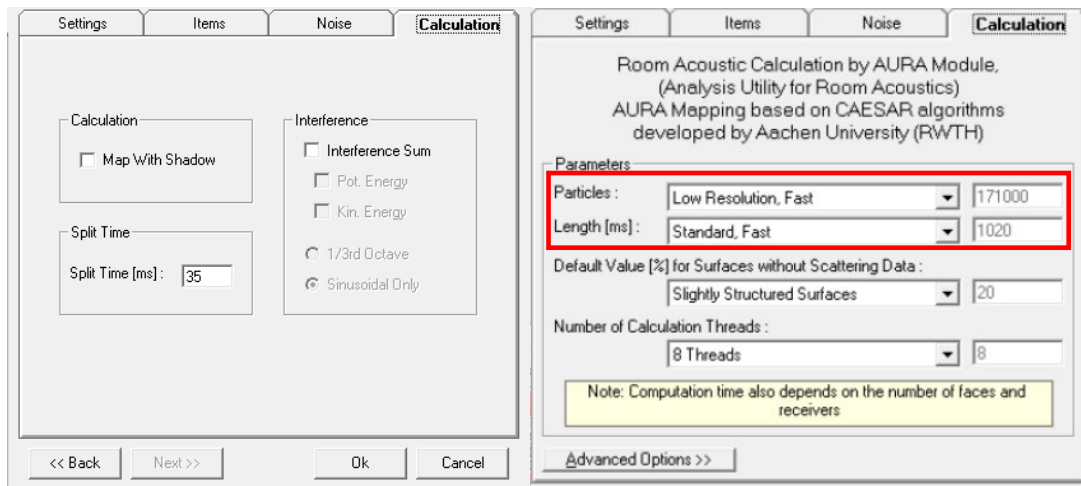 Settings
Items
Noise
Calculation
Calculation
Map With Shadow
Split Time
Split Time [ms] : 35
Interference
Interference Sum
Pot. Energy
Kin. Energy
1/3rd Octave
Sinusoidal Only
<< Back
Next >>
Ok
Cancel
Settings
Items
Noise
Calculation
Room Acoustic Calculation by AURA Module,
(Analysis Utility for Room Acoustics)
AURA Mapping based on CAESAR algorithms
developed by Aachen University (RWTH)
Parameters
Particles : Low Resolution, Fast 171000
Length [ms] : Standard, Fast 1020
Default Value [%] for Surfaces without Scattering Data :
Slightly Structured Surfaces 20
Number of Calculation Threads :
8 Threads 8
Note: Computation time also depends on the number of faces and
receivers
Advanced Options >>